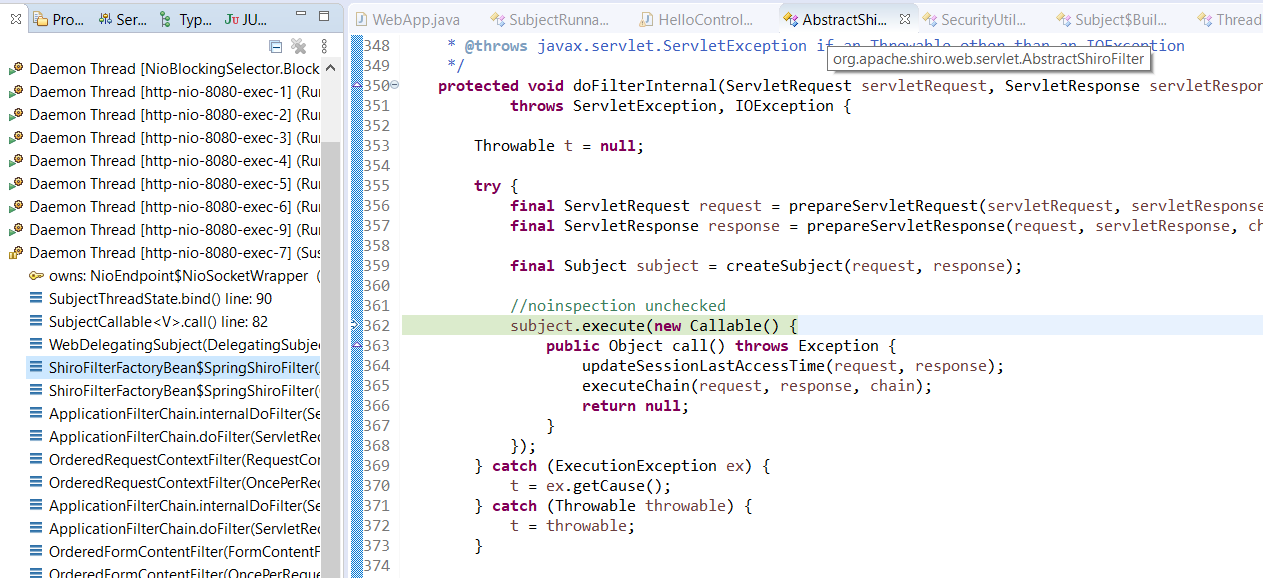 Pro... Ser... Typ... JU JU...
WebApp.java SubjectRunna... HelloControl... AbstractShi... SecurityUtil... Subject$Buil... Thread
Daemon Thread [NioBlockingSelector.Block
Daemon Thread [http-nio-8080-exec-1] (Ru
Daemon Thread [http-nio-8080-exec-2] (Ru
Daemon Thread [http-nio-8080-exec-3] (Ru
Daemon Thread [http-nio-8080-exec-4] (Ru
Daemon Thread [http-nio-8080-exec-5] (Ru
Daemon Thread [http-nio-8080-exec-6] (Ru
Daemon Thread [http-nio-8080-exec-9] (Ru
Daemon Thread [http-nio-8080-exec-7] (Sus
owns: NioEndpoint$NioSocketWrapper (
SubjectThreadState.bind() line: 90
SubjectCallable<V>.call() line: 82
WebDelegatingSubject(DelegatingSubje
ShiroFilterFactoryBean$SpringShiroFilter(
ShiroFilterFactoryBean$SpringShiroFilter(
ApplicationFilterChain.internalDoFilter(Se
ApplicationFilterChain.doFilter(ServletRec
OrderedRequestContextFilter(RequestCor
OrderedRequestContextFilter(OncePerRec
ApplicationFilterChain.internalDoFilter(Se
ApplicationFilterChain.doFilter(ServletRec
OrderedFormContentFilter(FormContentF
OrderedFormContentFilter(OncePerReque
348 * @throws javax.servlet.ServletException if an Throwable other than an IOException
org.apache.shiro.web.servlet.AbstractShiroFilter
349 */
350 protected void doFilterInternal(ServletRequest servletRequest, ServletResponse servletRespon
351 throws ServletException, IOException {
352
353 Throwable t = null;
354
355 try {
356 final ServletRequest request = prepareServletRequest(servletRequest, servletResponse
357 final ServletResponse response = prepareServletResponse(request, servletResponse, ch
358
359 final Subject subject = createSubject(request, response);
360
361 //noinspection unchecked
362 subject.execute(new Callable() {
363 public Object call() throws Exception {
364 updateSessionLastAccessTime(request, response);
365 executeChain(request, response, chain);
366 return null;
367 }
368 });
369 } catch (ExecutionException ex) {
370 t = ex.getCause();
371 } catch (Throwable throwable) {
372 t = throwable;
373 }
374